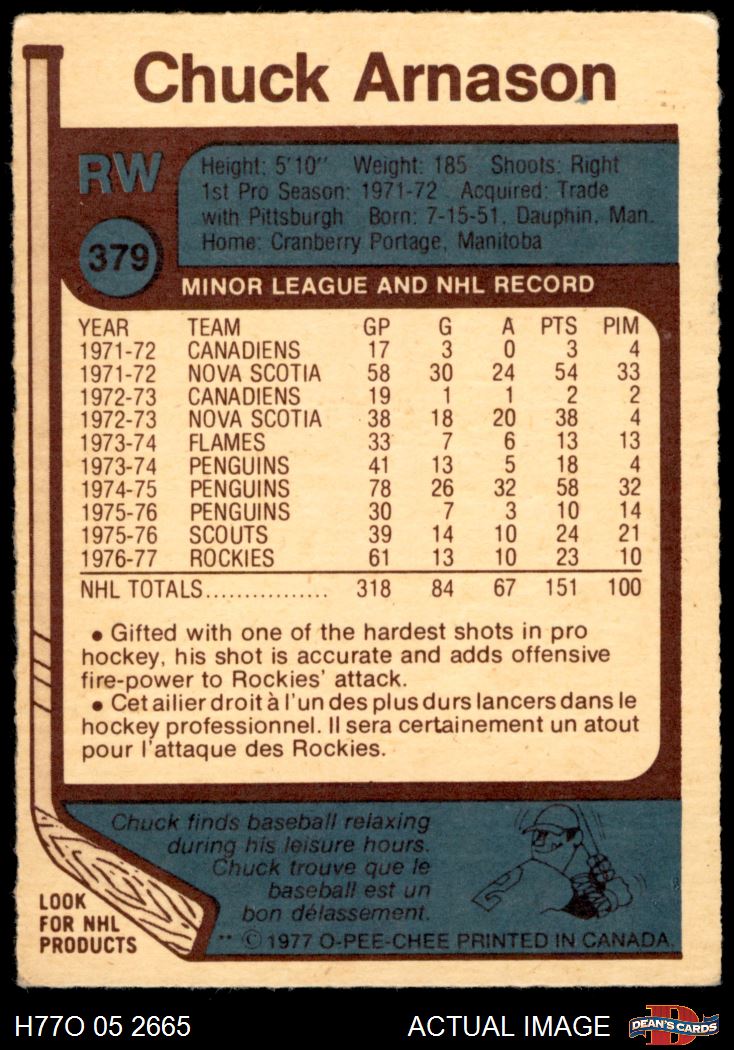 Chuck Arnason
RW
Height: 5'10" Weight: 185 Shoots: Right
1st Pro Season: 1971-72 Acquired: Trade
with Pittsburgh Born: 7-15-51, Dauphin, Man.
Home: Cranberry Portage, Manitoba
379
MINOR LEAGUE AND NHL RECORD
YEAR TEAM GP G A PTS PIM
1971-72 CANADIENS 17 3 0 3 4
1971-72 NOVA SCOTIA 58 30 24 54 33
1972-73 CANADIENS 19 1 1 2 2
1972-73 NOVA SCOTIA 38 18 20 38 4
1973-74 FLAMES 33 7 6 13 13
1973-74 PENGUINS 41 13 5 18 4
1974-75 PENGUINS 78 26 32 58 32
1975-76 PENGUINS 30 7 3 10 14
1975-76 SCOUTS 39 14 10 24 21
1976-77 ROCKIES 61 13 10 23 10
NHL TOTALS................ 318 84 67 151 100
• Gifted with one of the hardest shots in pro
hockey, his shot is accurate and adds offensive
fire-power to Rockies' attack.
• Cet ailier droit à l'un des plus durs lancers dans le
hockey professionnel. Il sera certainement un atout
pour l'attaque des Rockies.
Chuck finds baseball relaxing
during his leisure hours.
Chuck trouve que le
baseball est un
bon délassement.
LOOK
FOR NHL
PRODUCTS
** © 1977 O-PEE-CHEE PRINTED IN CANADA.
H77O 05 2665 ACTUAL IMAGE DEAN'S CARDS